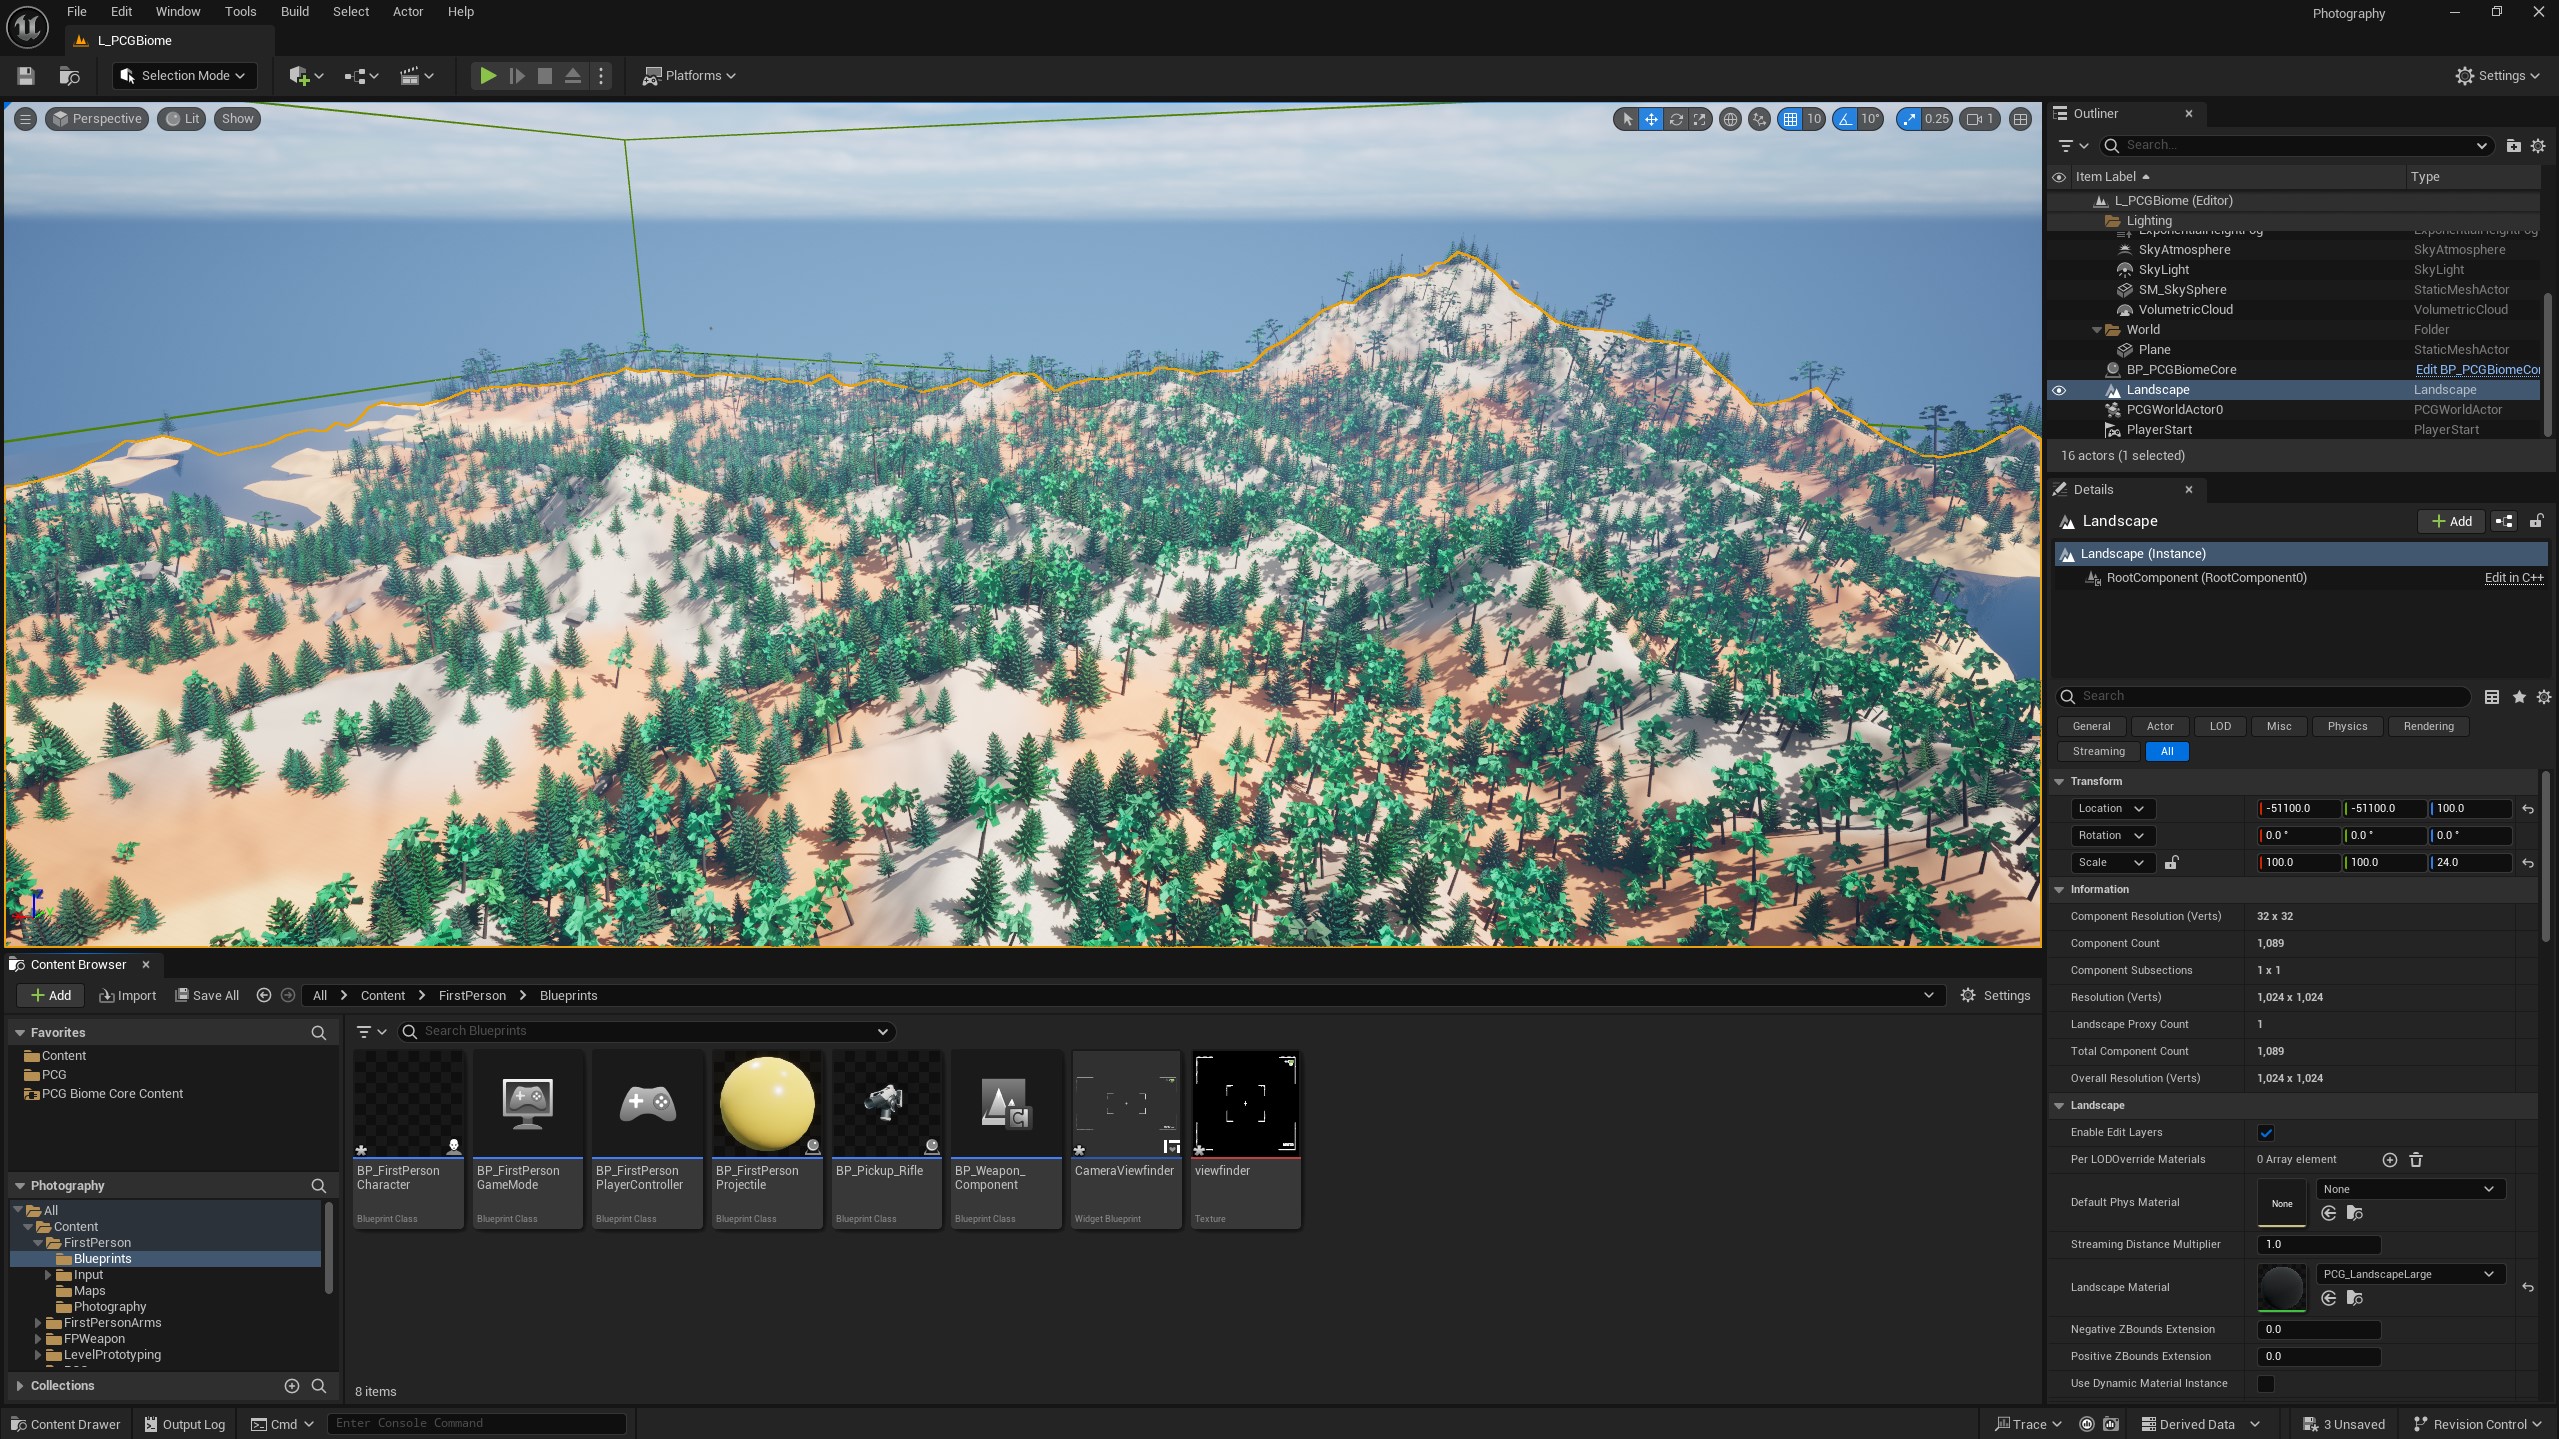 File Edit Window Tools Build Select Actor Help
Photography
L_PCGBiome
Selection Mode
Platforms
Settings
Perspective Lit Show
10 10° 0.25 1
Outliner
Search...
Item Label Type
L_PCGBiome (Editor)
Lighting
ExponentialHeightFog ExponentialHeightFog
SkyAtmosphere SkyAtmosphere
SkyLight SkyLight
SM_SkySphere StaticMeshActor
VolumetricCloud VolumetricCloud
World Folder
Plane StaticMeshActor
BP_PCGBiomeCore Edit BP_PCGBiomeCor
Landscape Landscape
PCGWorldActor0 PCGWorldActor
PlayerStart PlayerStart
16 actors (1 selected)
Details
Landscape
Add
Landscape (Instance)
RootComponent (RootComponent0) Edit in C++
Search
General Actor LOD Misc Physics Rendering
Streaming All
Transform
Location -51100.0 -51100.0 100.0
Rotation 0.0 ° 0.0 ° 0.0 °
Scale 100.0 100.0 24.0
Information
Component Resolution (Verts) 32 x 32
Component Count 1,089
Component Subsections 1 x 1
Resolution (Verts) 1,024 x 1,024
Landscape Proxy Count 1
Total Component Count 1,089
Overall Resolution (Verts) 1,024 x 1,024
Landscape
Enable Edit Layers
Per LODOverride Materials 0 Array element
Default Phys Material None None
Streaming Distance Multiplier 1.0
Landscape Material PCG_LandscapeLarge
Negative ZBounds Extension 0.0
Positive ZBounds Extension 0.0
Use Dynamic Material Instance
Content Browser
Add Import Save All All Content FirstPerson Blueprints Settings
Favorites
Content
PCG
PCG Biome Core Content
Photography
All
Content
FirstPerson
Blueprints
Input
Maps
Photography
FirstPersonArms
FPWeapon
LevelPrototyping
Collections
Search Blueprints
BP_FirstPerson
Character
Blueprint Class
BP_FirstPerson
GameMode
Blueprint Class
BP_FirstPerson
PlayerController
Blueprint Class
BP_FirstPerson
Projectile
Blueprint Class
BP_Pickup_Rifle
Blueprint Class
BP_Weapon_
Component
Blueprint Class
CameraViewfinder
Widget Blueprint
viewfinder
Texture
8 items
Content Drawer Output Log Cmd Enter Console Command
Trace Derived Data 3 Unsaved Revision Control